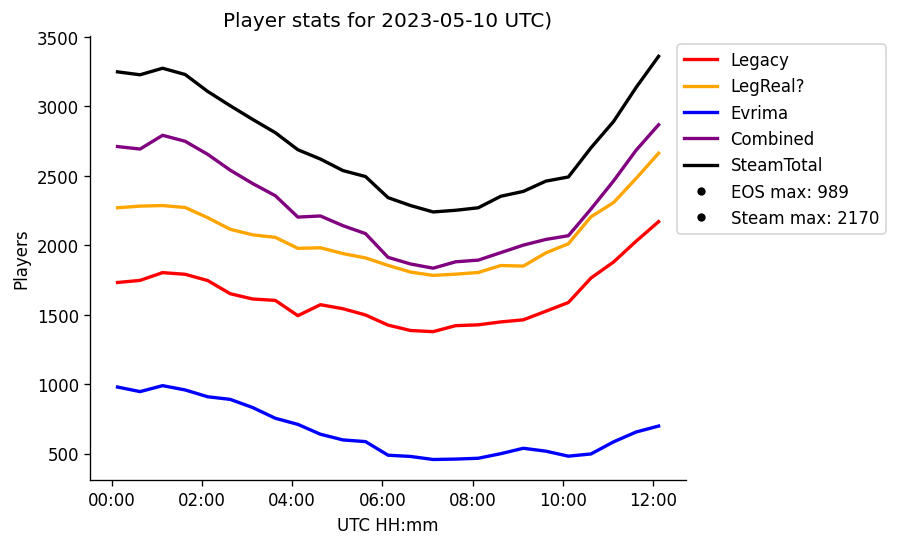 Player stats for 2023-05-10 UTC)
3500
3000
2500
2000
1500
1000
500
Players
00:00 02:00 04:00 06:00 08:00 10:00 12:00
UTC HH:mm
Legacy
LegReal?
Evrima
Combined
SteamTotal
EOS max: 989
Steam max: 2170